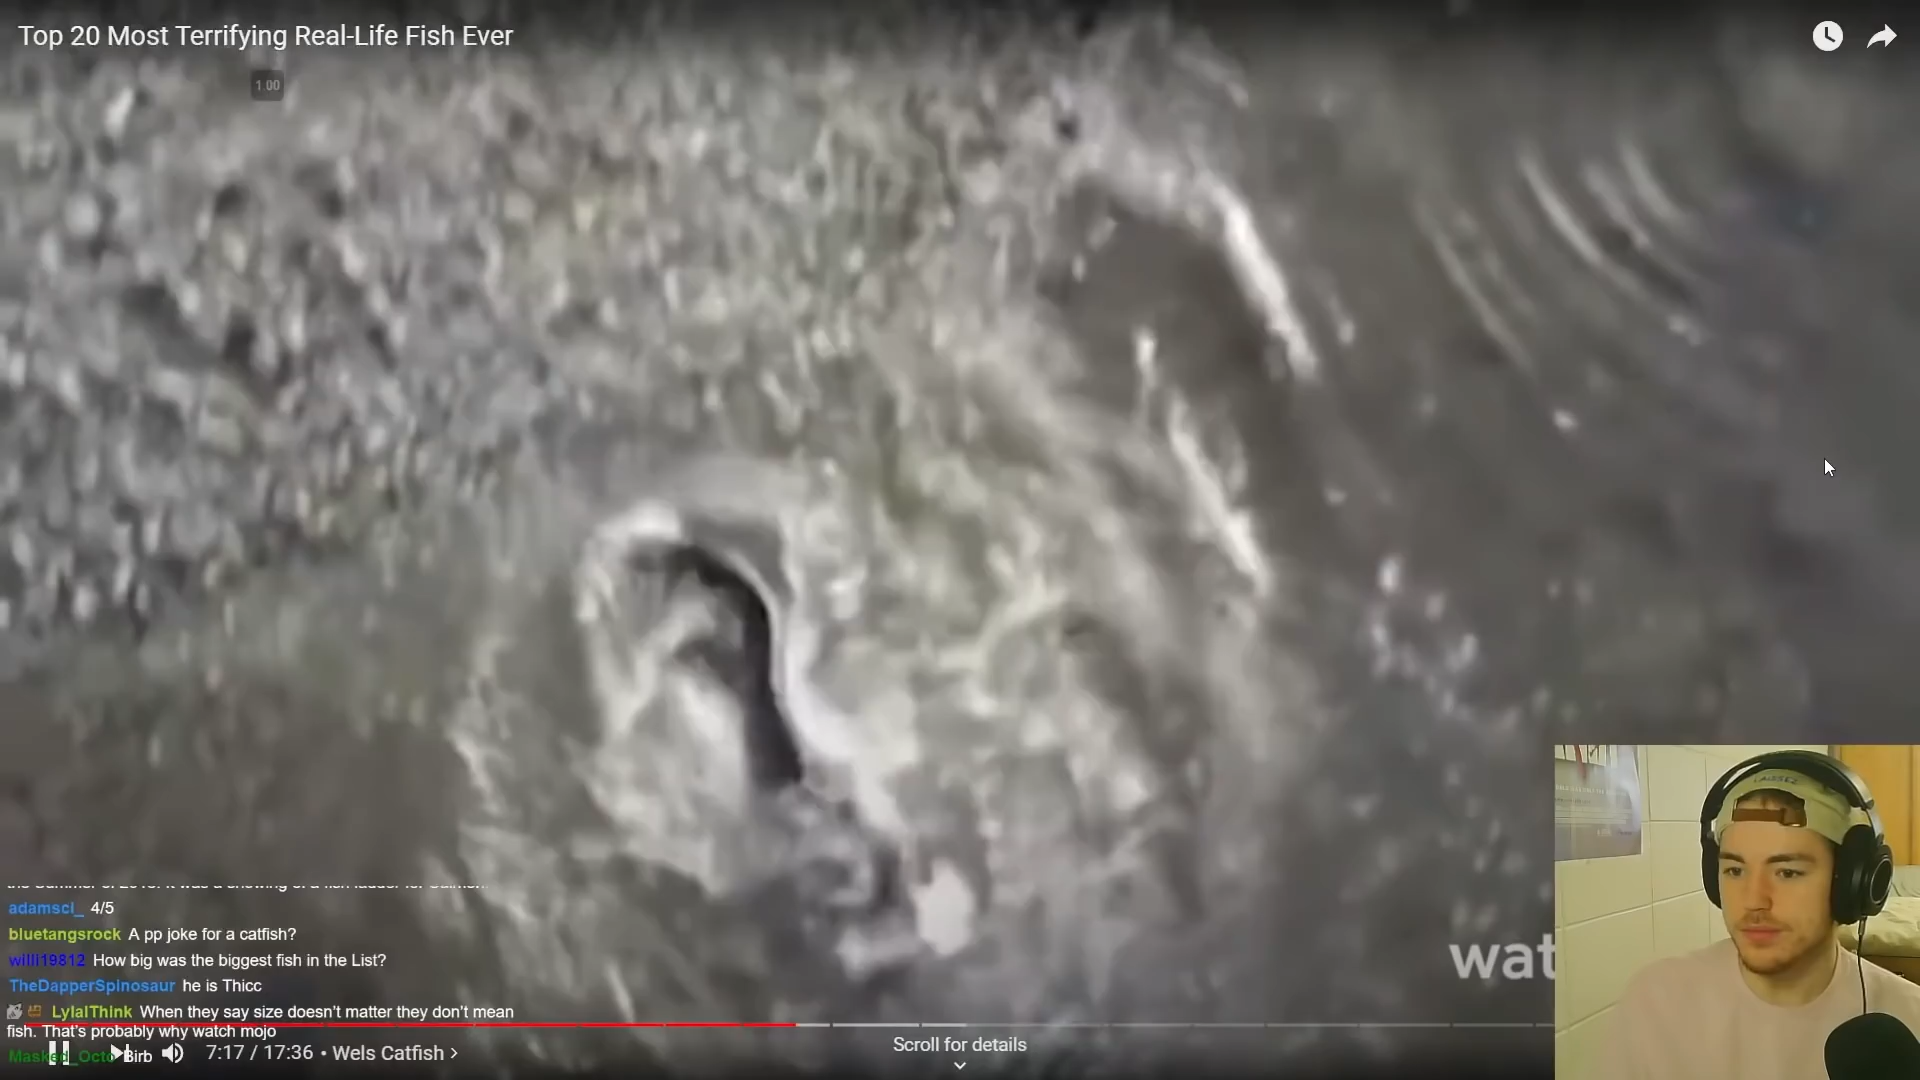 Top 20 Most Terrifying Real-Life Fish Ever
1.00
adamscl_ 4/5
bluetangsrock A pp joke for a catfish?
willi19812 How big was the biggest fish in the List?
TheDapperSpinosaur he is Thicc
LylalThink When they say size doesn't matter they don't mean
fish. That's probably why watch mojo
Masked_Octo Birb
7:17 / 17:36 • Wels Catfish >
Scroll for details
wat